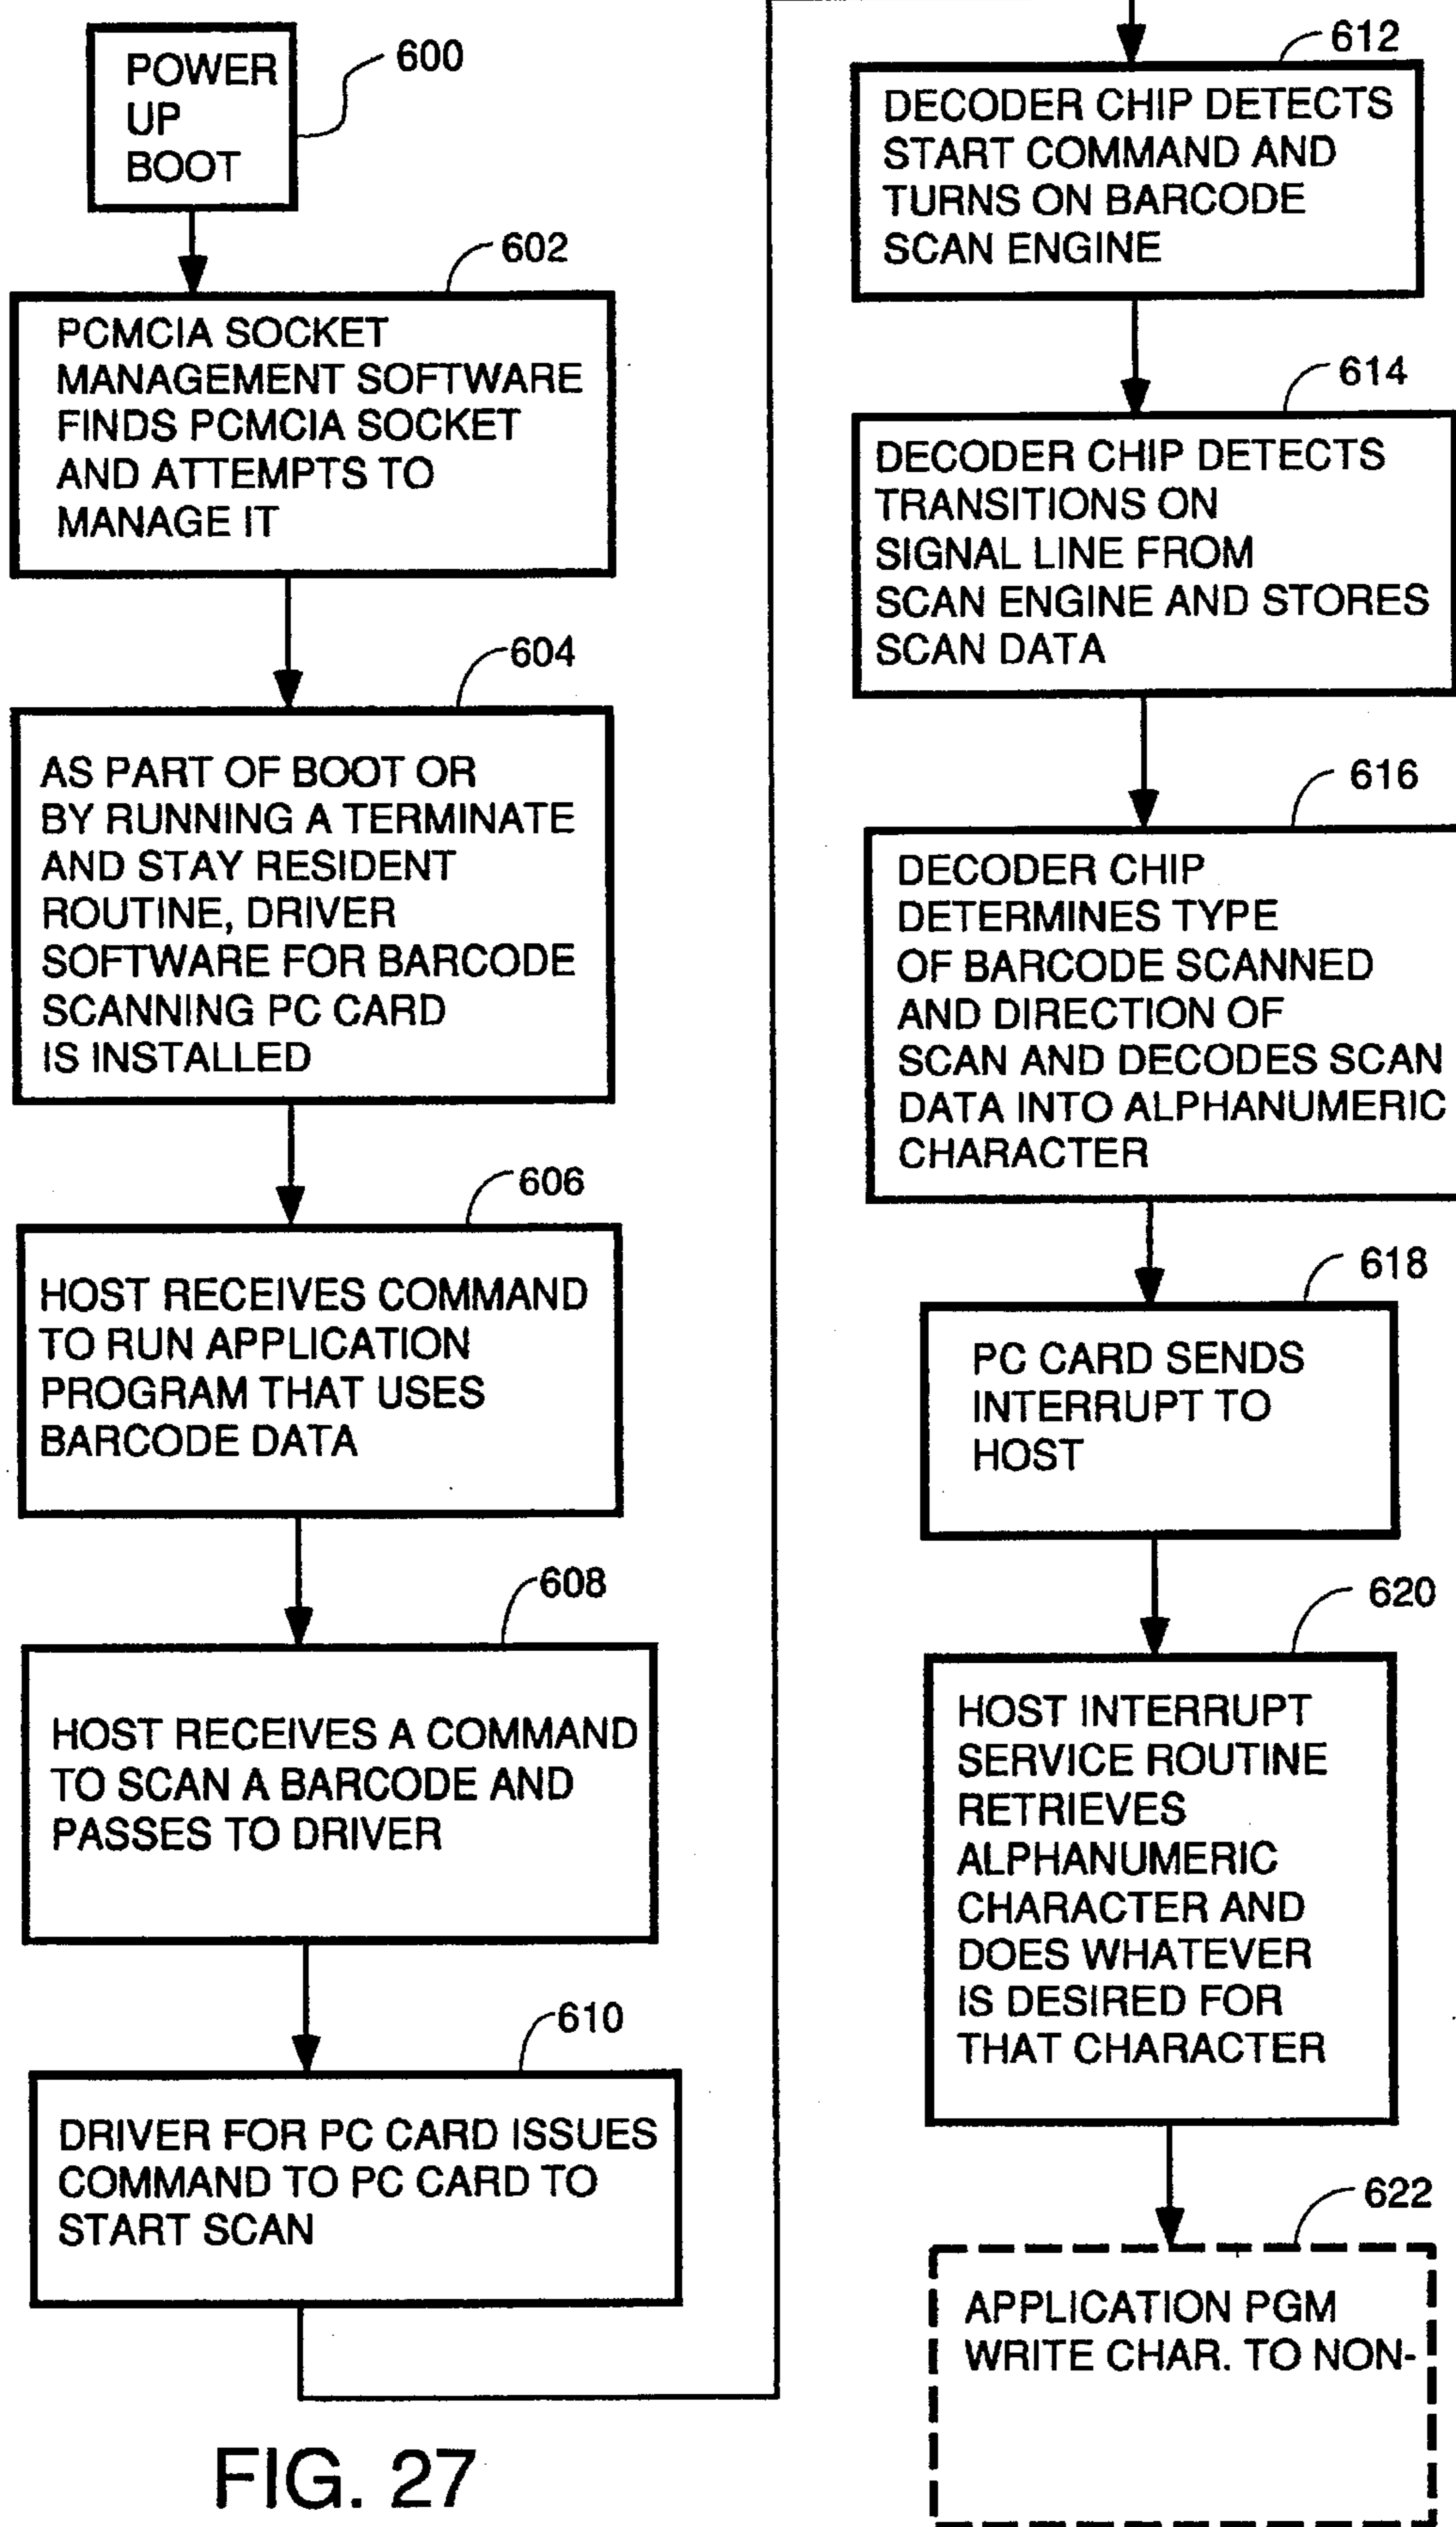 600
POWER
UP
BOOT
602
PCMCIA SOCKET
MANAGEMENT SOFTWARE
FINDS PCMCIA SOCKET
AND ATTEMPTS TO
MANAGE IT
604
AS PART OF BOOT OR
BY RUNNING A TERMINATE
AND STAY RESIDENT
ROUTINE, DRIVER
SOFTWARE FOR BARCODE
SCANNING PC CARD
IS INSTALLED
606
HOST RECEIVES COMMAND
TO RUN APPLICATION
PROGRAM THAT USES
BARCODE DATA
608
HOST RECEIVES A COMMAND
TO SCAN A BARCODE AND
PASSES TO DRIVER
610
DRIVER FOR PC CARD ISSUES
COMMAND TO PC CARD TO
START SCAN
612
DECODER CHIP DETECTS
START COMMAND AND
TURNS ON BARCODE
SCAN ENGINE
614
DECODER CHIP DETECTS
TRANSITIONS ON
SIGNAL LINE FROM
SCAN ENGINE AND STORES
SCAN DATA
616
DECODER CHIP
DETERMINES TYPE
OF BARCODE SCANNED
AND DIRECTION OF
SCAN AND DECODES SCAN
DATA INTO ALPHANUMERIC
CHARACTER
618
PC CARD SENDS
INTERRUPT TO
HOST
620
HOST INTERRUPT
SERVICE ROUTINE
RETRIEVES
ALPHANUMERIC
CHARACTER AND
DOES WHATEVER
IS DESIRED FOR
THAT CHARACTER
622
APPLICATION PGM
WRITE CHAR. TO NON-
FIG. 27